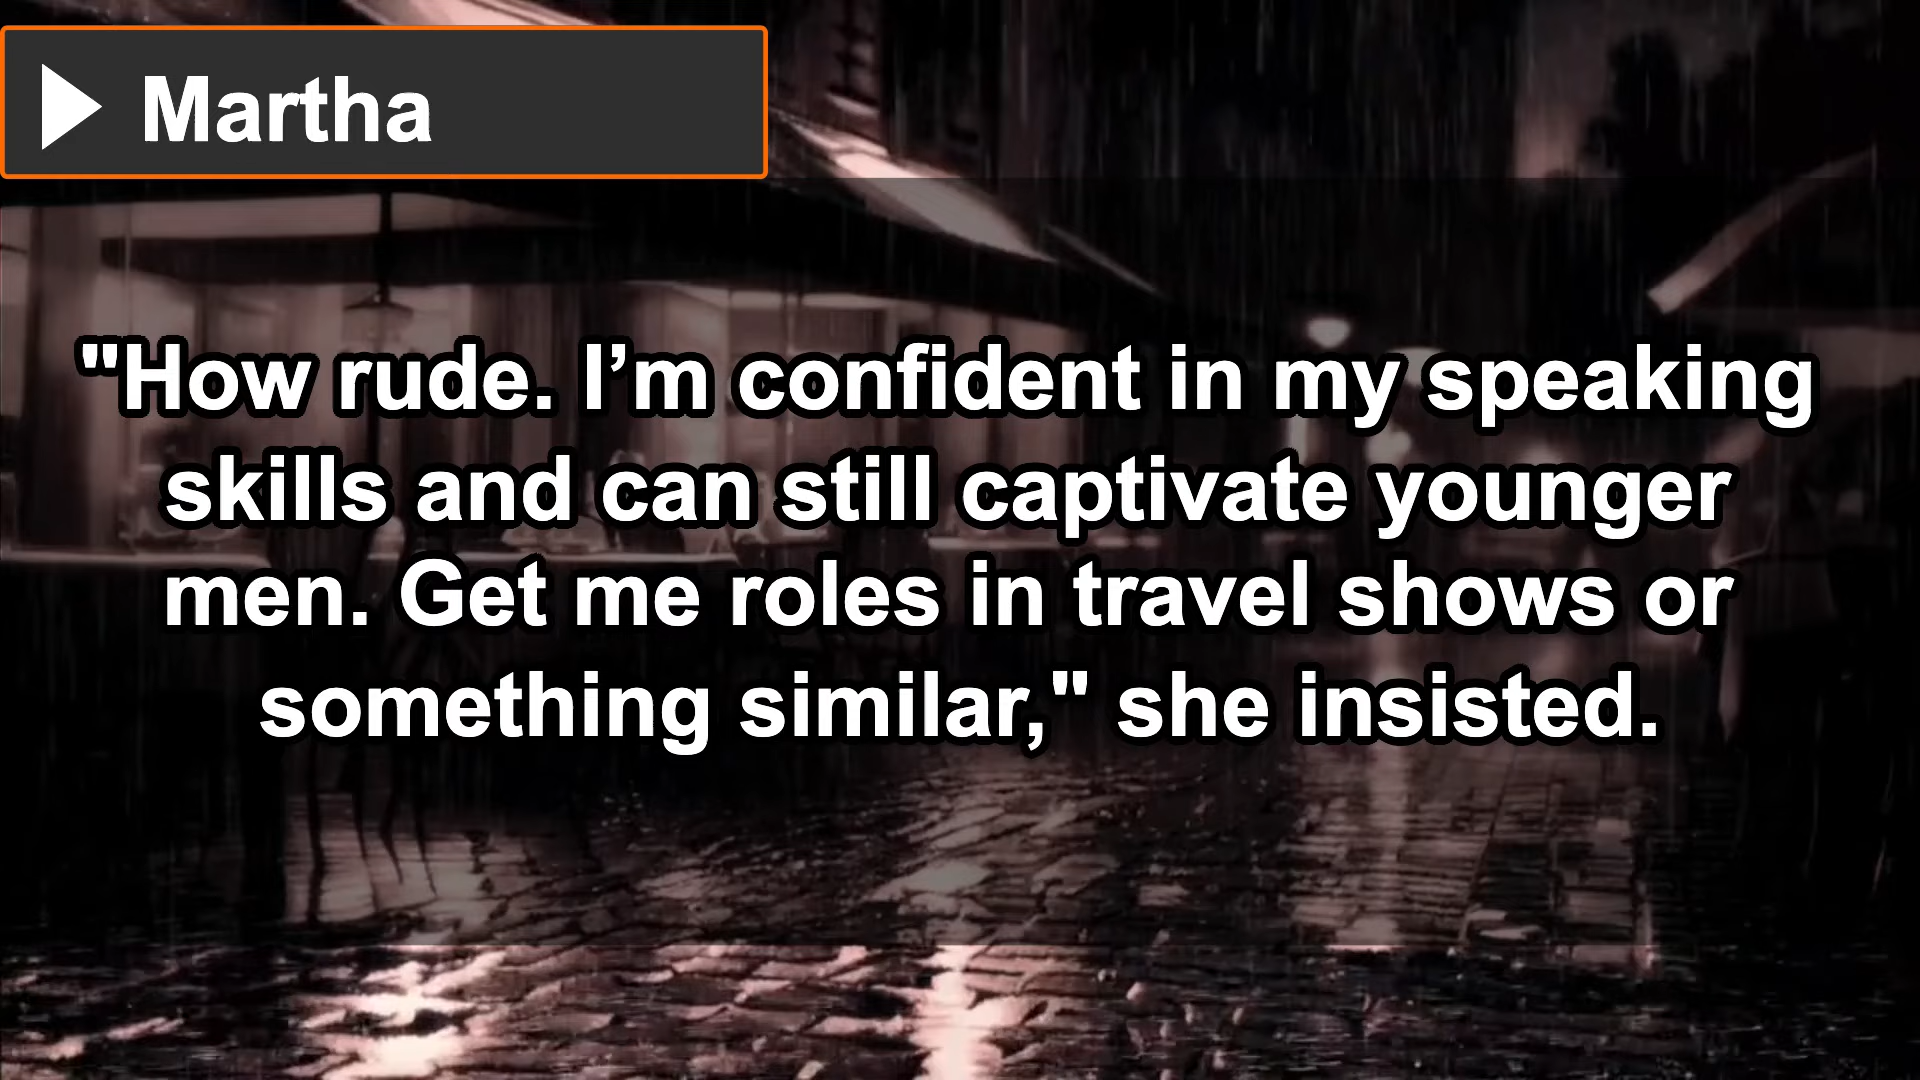 Martha
"How rude. I’m confident in my speaking
skills and can still captivate younger
men. Get me roles in travel shows or
something similar," she insisted.